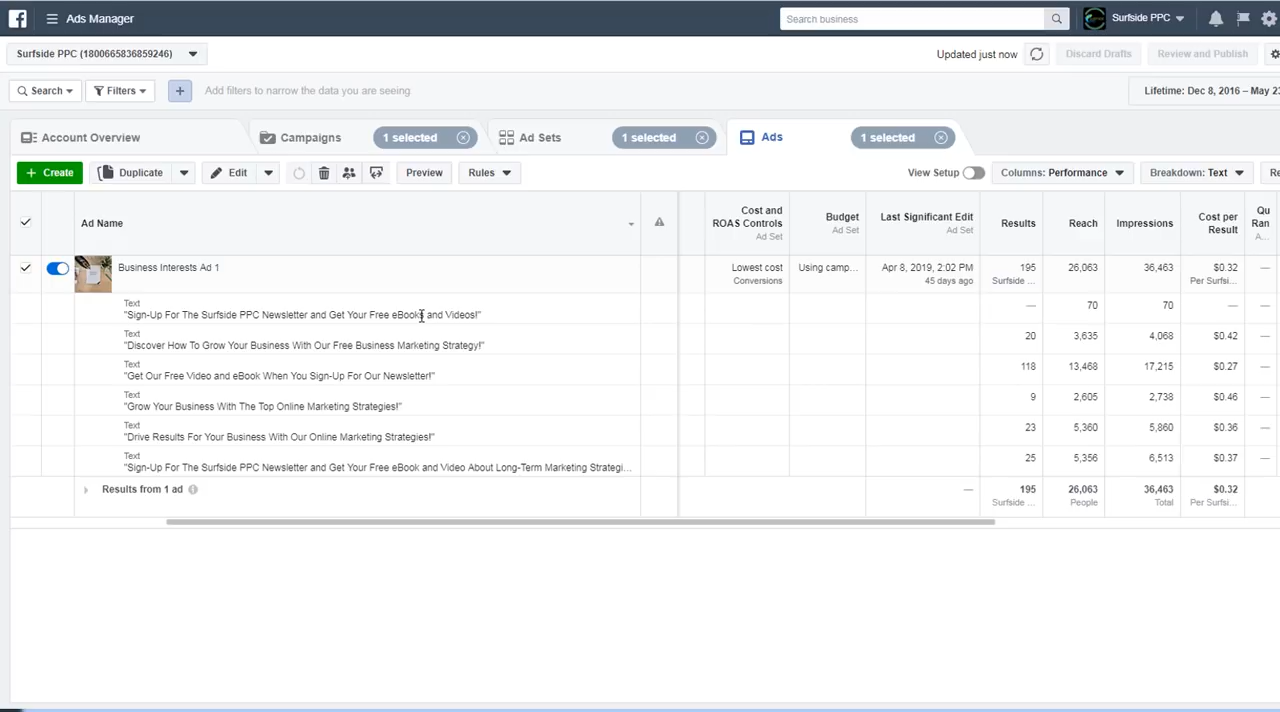 Ads Manager
Search business
Surfside PPC
Surfside PPC (1800665836859246)
Updated just now
Discard Drafts
Review and Publish
Search
Filters
+
Add filters to narrow the data you are seeing.
Lifetime: Dec 8, 2016 – May 23
Account Overview
Campaigns
1 selected
Ad Sets
1 selected
Ads
1 selected
+ Create
Duplicate
Edit
Preview
Rules
View Setup
Columns: Performance
Breakdown: Text
Re
Ad Name
Cost and ROAS Controls
Ad Set
Budget
Ad Set
Last Significant Edit
Ad Set
Results
Reach
Impressions
Cost per Result
Qu
Ran
A...
Business Interests Ad 1
Lowest cost
Conversions
Using camp...
Apr 8, 2019, 2:02 PM
45 days ago
195
Surfside ...
26,063
36,463
$0.32
Per Surfsi...
—
Text
"Sign-Up For The Surfside PPC Newsletter and Get Your Free eBooks and Videos!"
— 70 70 —
Text
"Discover How To Grow Your Business With Our Free Business Marketing Strategy!"
20 3,635 4,068 $0.42 —
Text
"Get Our Free Video and eBook When You Sign-Up For Our Newsletter!"
118 13,468 17,215 $0.27 —
Text
"Grow Your Business With The Top Online Marketing Strategies!"
9 2,605 2,738 $0.46 —
Text
"Drive Results For Your Business With Our Online Marketing Strategies!"
23 5,360 5,860 $0.36 —
Text
"Sign-Up For The Surfside PPC Newsletter and Get Your Free eBook and Video About Long-Term Marketing Strategi...
25 5,356 6,513 $0.37 —
Results from 1 ad
—
195
Surfside ...
26,063
People
36,463
Total
$0.32
Per Surfsi...